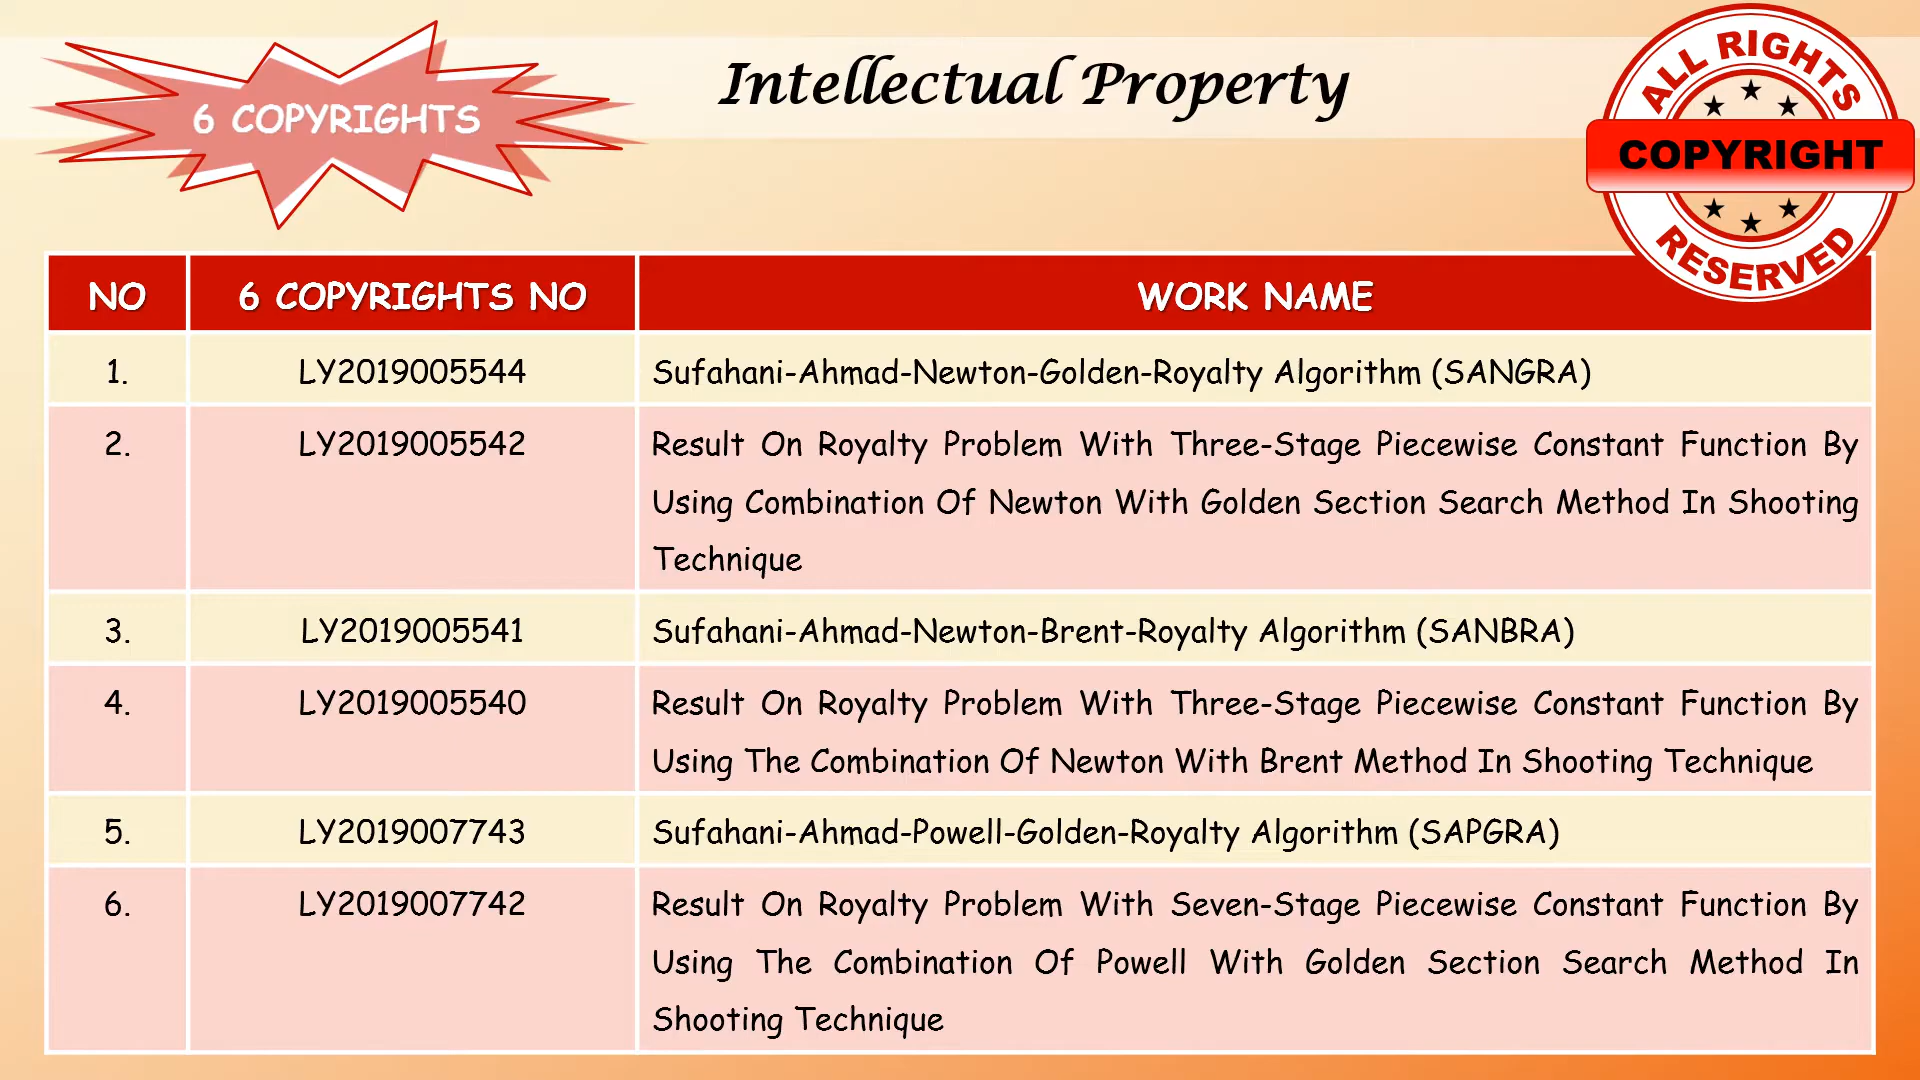 6 COPYRIGHTS
Intellectual Property
ALL RIGHTS
COPYRIGHT
RESERVED
NO 6 COPYRIGHTS NO WORK NAME
1. LY2019005544 Sufahani-Ahmad-Newton-Golden-Royalty Algorithm (SANGRA)
2. LY2019005542 Result On Royalty Problem With Three-Stage Piecewise Constant Function By
Using Combination Of Newton With Golden Section Search Method In Shooting
Technique
3. LY2019005541 Sufahani-Ahmad-Newton-Brent-Royalty Algorithm (SANBRA)
4. LY2019005540 Result On Royalty Problem With Three-Stage Piecewise Constant Function By
Using The Combination Of Newton With Brent Method In Shooting Technique
5. LY2019007743 Sufahani-Ahmad-Powell-Golden-Royalty Algorithm (SAPGRA)
6. LY2019007742 Result On Royalty Problem With Seven-Stage Piecewise Constant Function By
Using The Combination Of Powell With Golden Section Search Method In
Shooting Technique